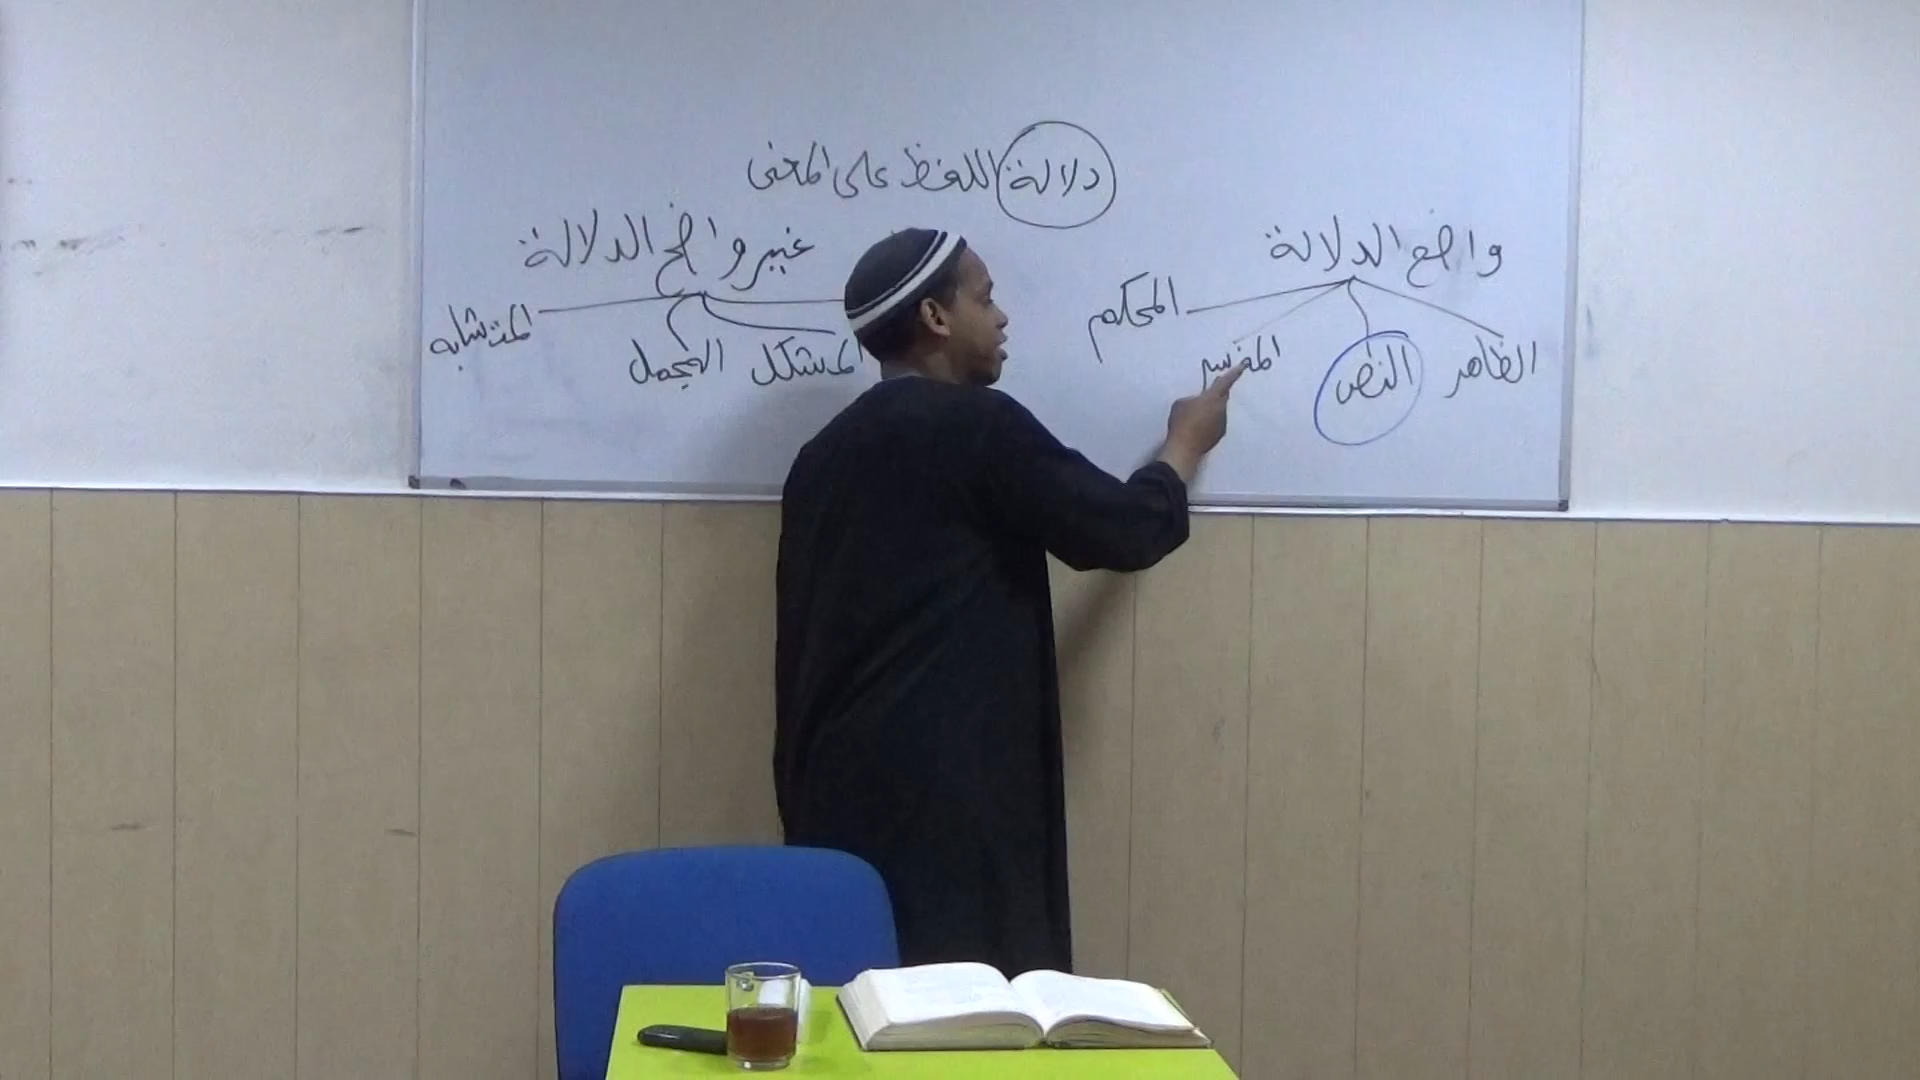 دلالة اللفظ على المعنى
واضح الدلالة
الظاهر
النص
المفسر
المحكم
غير واضح الدلالة
المشكل
المجمل
المتشابه